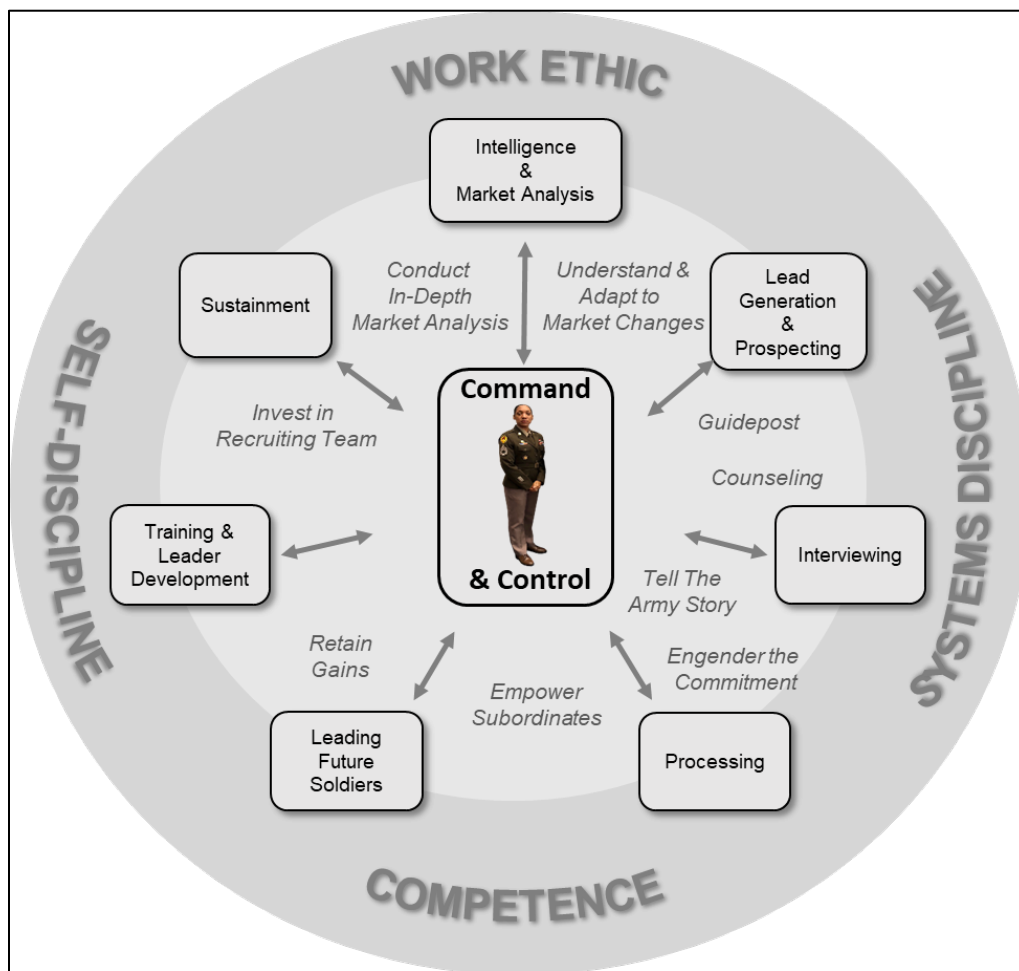 WORK ETHIC
Intelligence
&
Market Analysis
Sustainment
Conduct
In-Depth
Market Analysis
Understand &
Adapt to
Market Changes
Lead
Generation
&
Prospecting
SELF-DISCIPLINE
SYSTEMS DISCIPLINE
Invest in
Recruiting Team
Command
& Control
Guidepost
Counseling
Training &
Leader
Development
Interviewing
Tell The
Army Story
Retain
Gains
Empower
Subordinates
Engender the
Commitment
Leading
Future
Soldiers
Processing
COMPETENCE